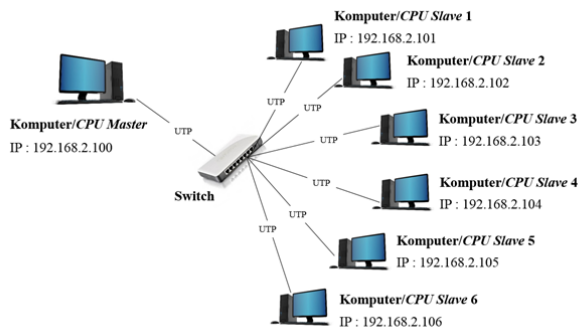 Komputer/CPU Slave 1
IP : 192.168.2.101
Komputer/CPU Slave 2
IP : 192.168.2.102
Komputer/CPU Master
IP : 192.168.2.100
Komputer/CPU Slave 3
IP : 192.168.2.103
Komputer/CPU Slave 4
IP : 192.168.2.104
Komputer/CPU Slave 5
IP : 192.168.2.105
Komputer/CPU Slave 6
IP : 192.168.2.106
Switch
UTP
UTP
UTP
UTP
UTP
UTP
UTP